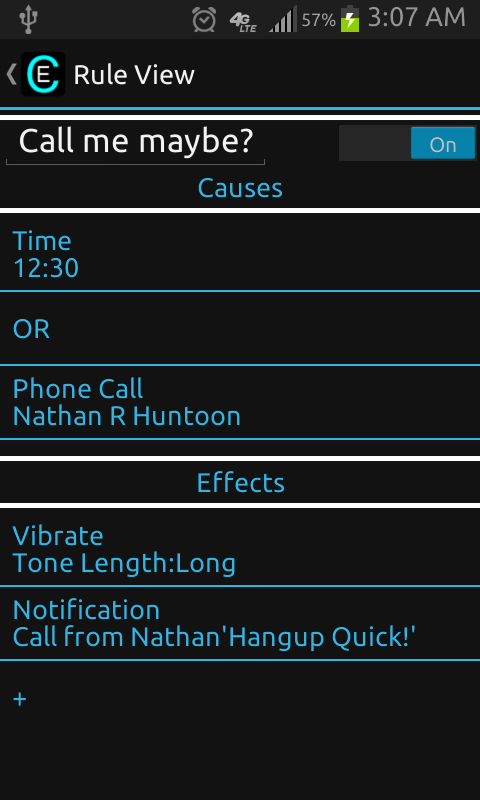 4G LTE 57% 3:07 AM
CE Rule View
Call me maybe? On
Causes
Time
12:30
OR
Phone Call
Nathan R Huntoon
Effects
Vibrate
Tone Length:Long
Notification
Call from Nathan'Hangup Quick!'
+